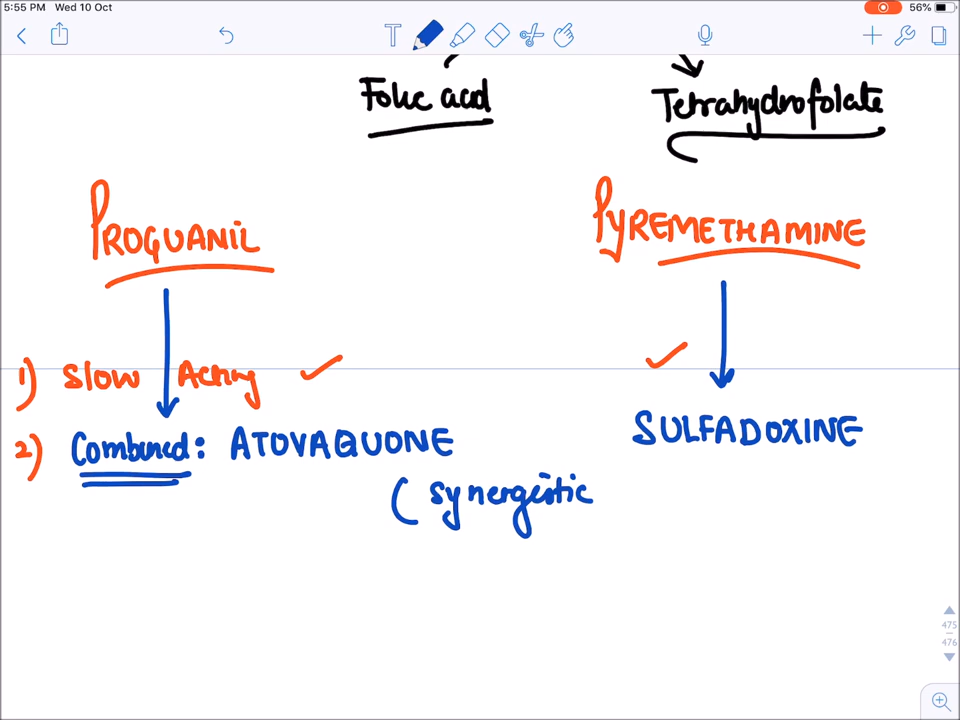 5:55 PM Wed 10 Oct 56%
T
Folic acid Tetrahydrofolate
PROGUANIL PYREMETHAMINE
1) Slow Acting
2) Combined: ATOVAQUONE SULFADOXINE
( synergistic
475
476